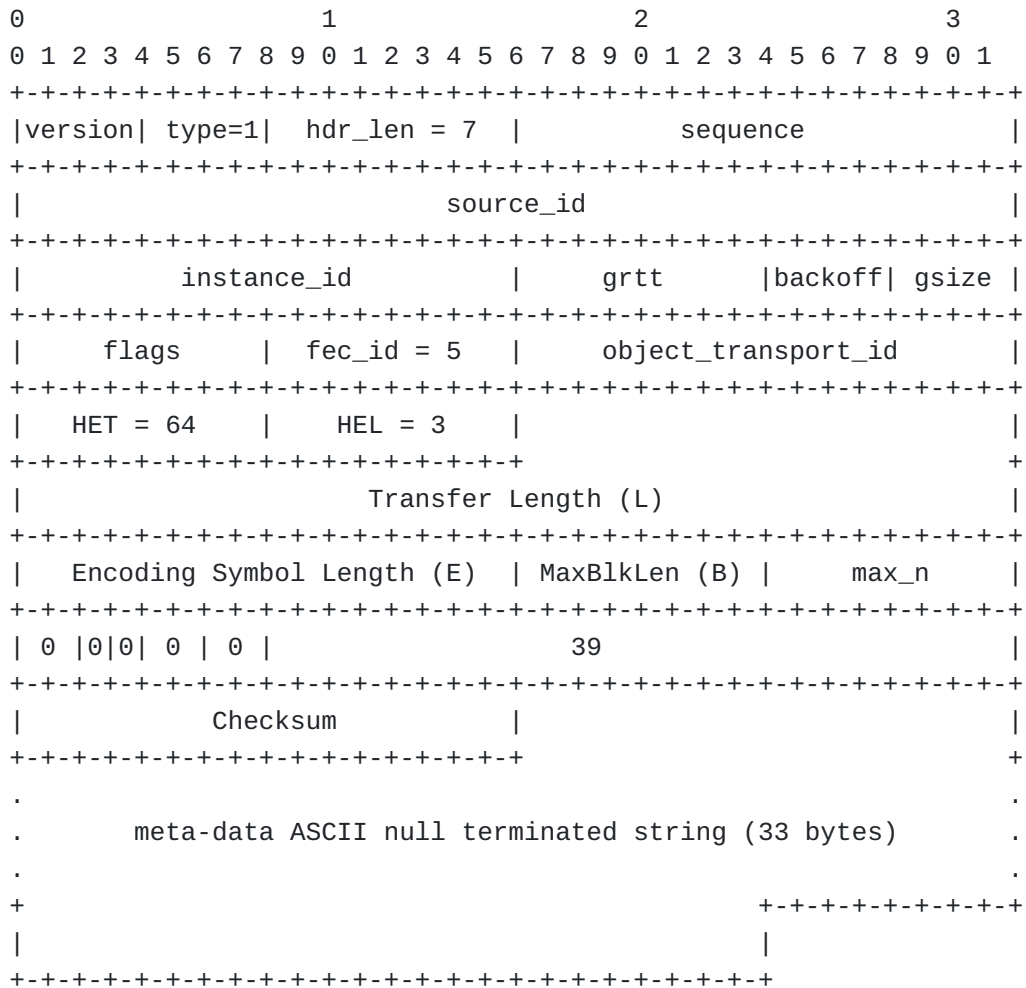 0                   1                   2                   3
0 1 2 3 4 5 6 7 8 9 0 1 2 3 4 5 6 7 8 9 0 1 2 3 4 5 6 7 8 9 0 1
+-+-+-+-+-+-+-+-+-+-+-+-+-+-+-+-+-+-+-+-+-+-+-+-+-+-+-+-+-+-+-+-+
|version| type=1|  hdr_len = 7  |          sequence             |
+-+-+-+-+-+-+-+-+-+-+-+-+-+-+-+-+-+-+-+-+-+-+-+-+-+-+-+-+-+-+-+-+
|                           source_id                           |
+-+-+-+-+-+-+-+-+-+-+-+-+-+-+-+-+-+-+-+-+-+-+-+-+-+-+-+-+-+-+-+-+
|          instance_id          |     grtt      |backoff| gsize |
+-+-+-+-+-+-+-+-+-+-+-+-+-+-+-+-+-+-+-+-+-+-+-+-+-+-+-+-+-+-+-+-+
|     flags     |  fec_id = 5   |     object_transport_id       |
+-+-+-+-+-+-+-+-+-+-+-+-+-+-+-+-+-+-+-+-+-+-+-+-+-+-+-+-+-+-+-+-+
|   HET = 64    |    HEL = 3    |                               |
+-+-+-+-+-+-+-+-+-+-+-+-+-+-+-+-+                               +
|                      Transfer Length (L)                      |
+-+-+-+-+-+-+-+-+-+-+-+-+-+-+-+-+-+-+-+-+-+-+-+-+-+-+-+-+-+-+-+-+
|   Encoding Symbol Length (E)  | MaxBlkLen (B) |     max_n     |
+-+-+-+-+-+-+-+-+-+-+-+-+-+-+-+-+-+-+-+-+-+-+-+-+-+-+-+-+-+-+-+-+
| 0 |0|0| 0 | 0 |                   39                          |
+-+-+-+-+-+-+-+-+-+-+-+-+-+-+-+-+-+-+-+-+-+-+-+-+-+-+-+-+-+-+-+-+
|            Checksum           |                               |
+-+-+-+-+-+-+-+-+-+-+-+-+-+-+-+-+                               +
.                                                               .
.       meta-data ASCII null terminated string (33 bytes)       .
.                                                               .
+                                               +-+-+-+-+-+-+-+-+
|                                               |
+-+-+-+-+-+-+-+-+-+-+-+-+-+-+-+-+-+-+-+-+-+-+-+-+